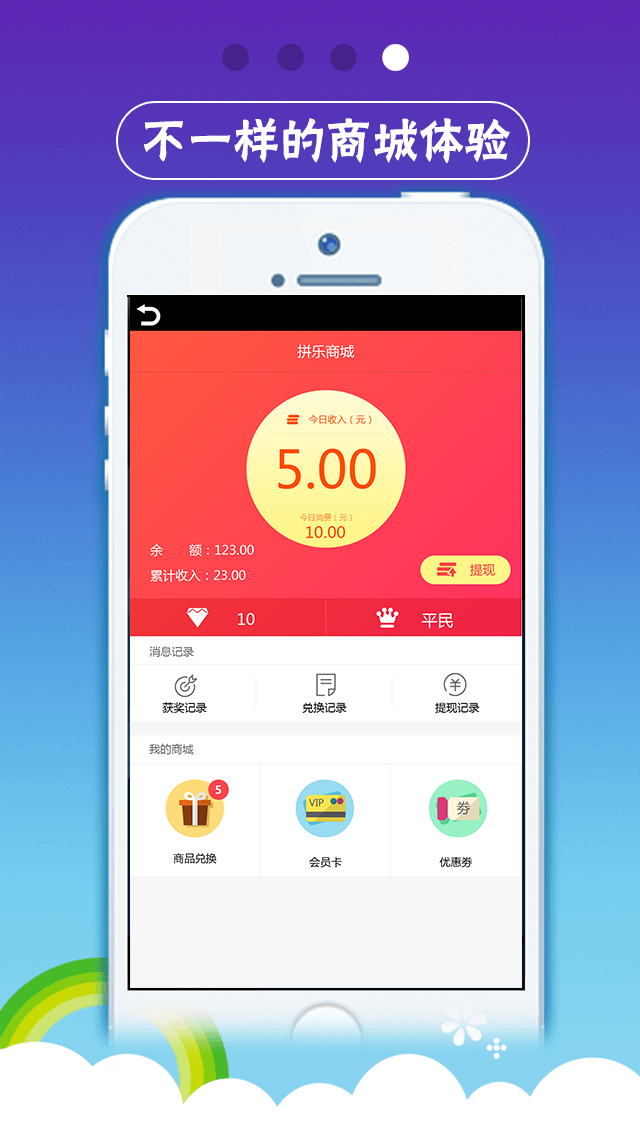 不一样的商城体验
拼乐商城
今日收入（元）
5.00
今日消费（元）
10.00
余 额：123.00
累计收入：23.00
提现
10
平民
消息记录
获奖记录 兑换记录 提现记录
我的商城
5
VIP
券
商品兑换 会员卡 优惠券